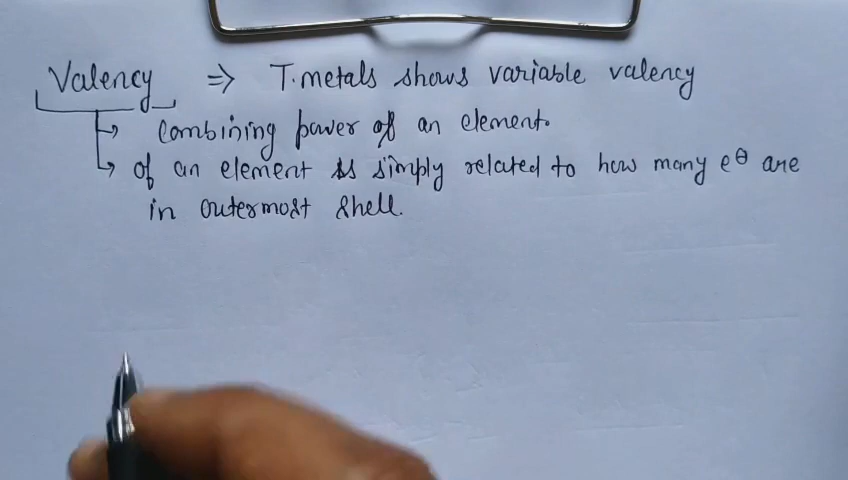 Valency ⇒ T.metals shows variable valency
↳ Combining power of an element.
↳ of an element is simply related to how many e⊖ are
in outermost shell.